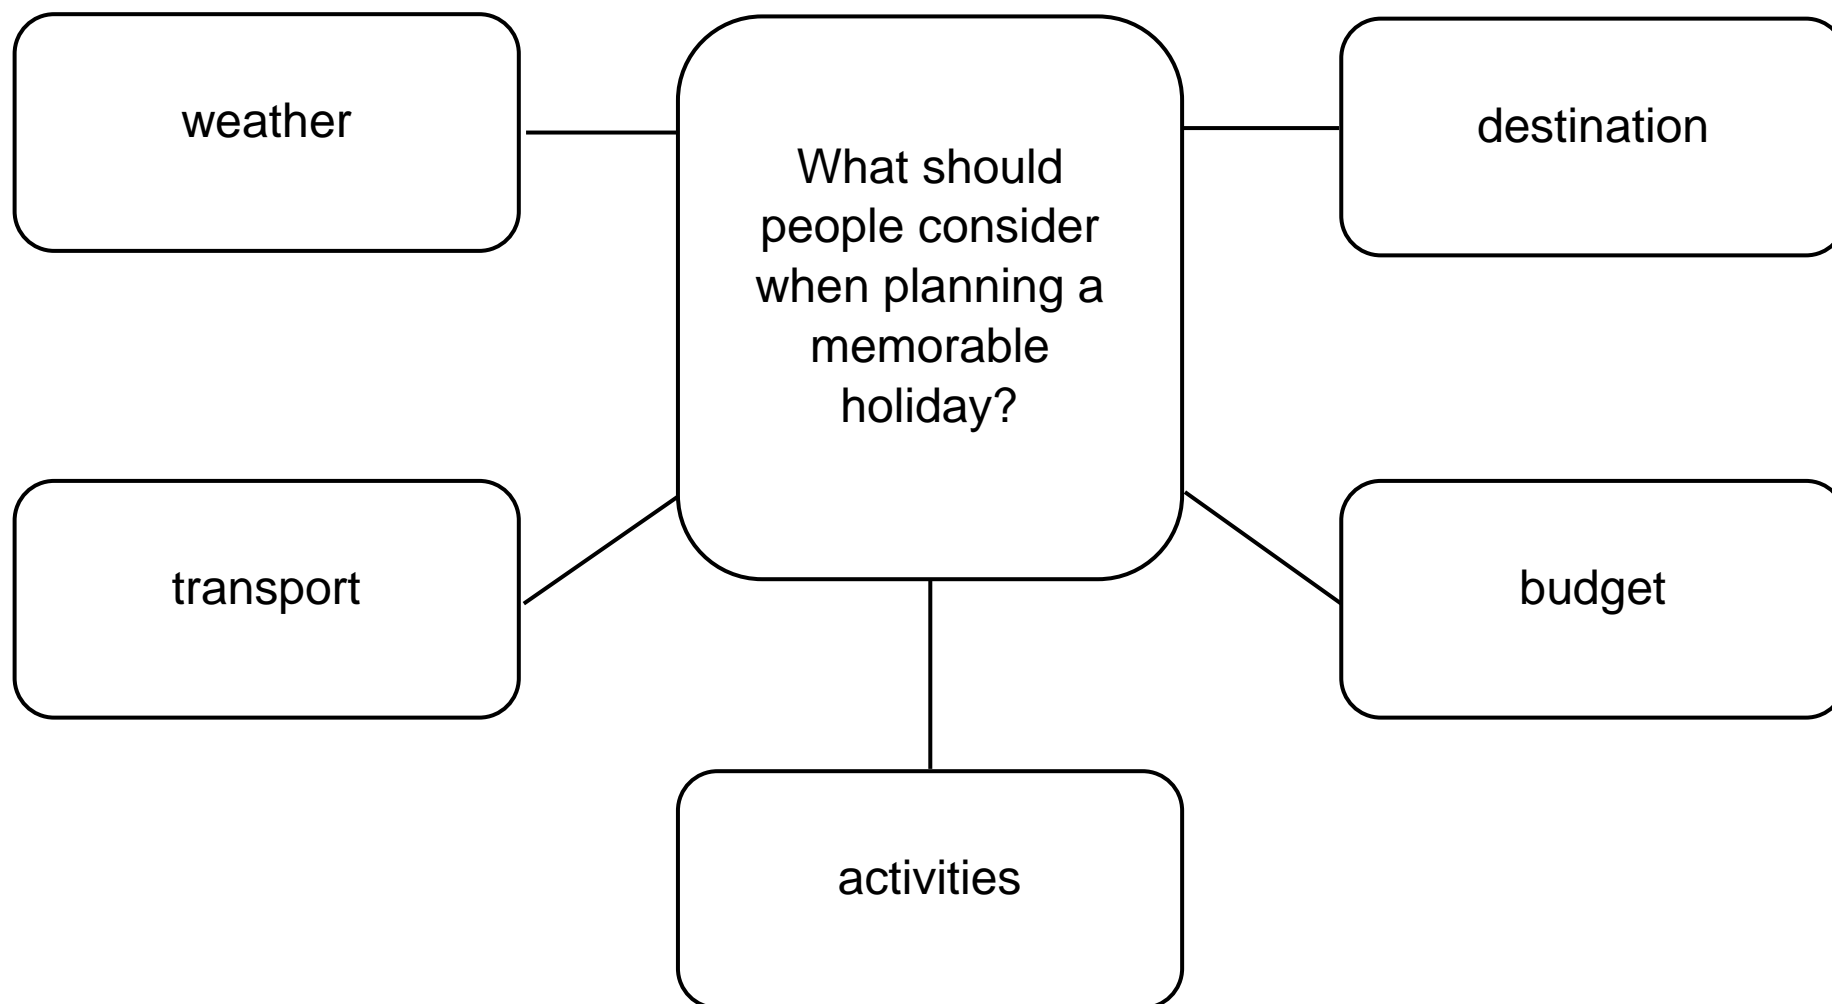 weather
What should
people consider
when planning a
memorable
holiday?
destination
transport
budget
activities